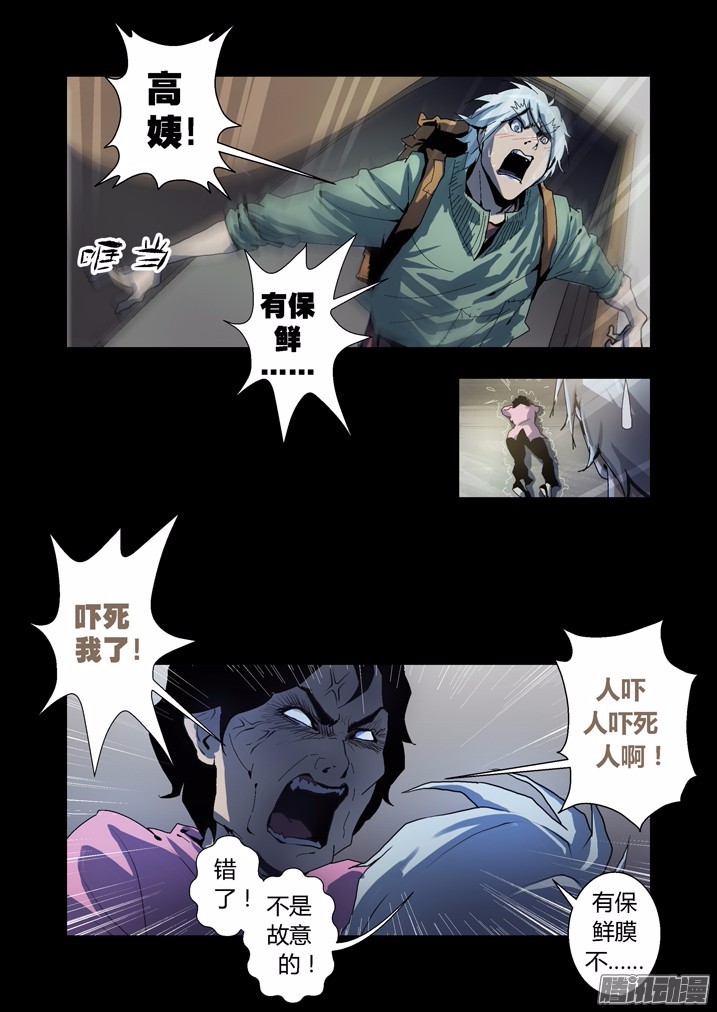 高
姨！
哐当
有保
鲜
……
吓死
我了！
人吓
人吓死
人啊！
错
了！
不是
故意
的！
有保
鲜膜
不……
腾讯动漫